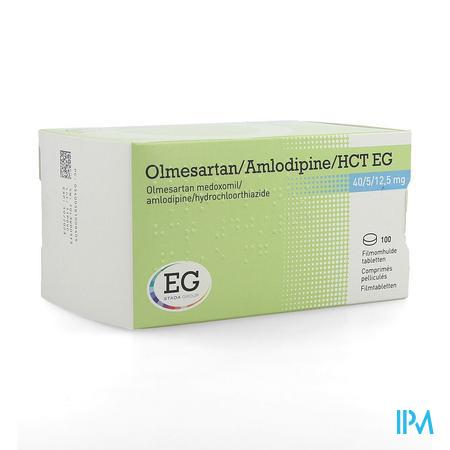 Olmesartan/Amlodipine/HCT EG
40/5/12,5 mg
Olmesartan medoxomil/
amlodipine/hydrochloorthiazide
100
Filmomhulde
tabletten
Comprimés
pelliculés
Filmtabletten
EG
STADA GROUP
IPM